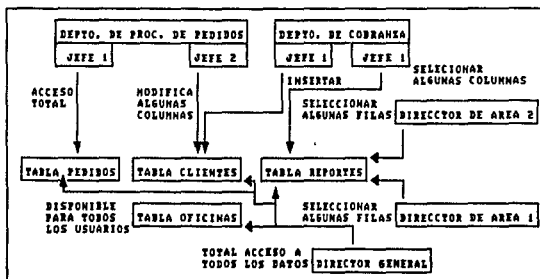 DEPTO. DE PROC. DE PEDIDOS
JEFE 1
JEFE 2
DEPTO. DE COBRANZA
JEFE 1
JEFE 1
ACCESO
TOTAL
MODIFICA
ALGUNAS
COLUMNAS
INSERTAR
SELECIONAR
ALGUNAS COLUMNAS
SELECCIONAR
ALGUNAS FILAS
DIRECCTOR DE AREA 2
TABLA PEDIDOS
TABLA CLIENTES
TABLA REPORTES
DISPONIBLE
PARA TODOS
LOS USUARIOS
TABLA OFICINAS
SELECCIONAR
ALGUNAS FILAS
DIRECCTOR DE AREA 1
TOTAL ACCESO A
TODOS LOS DATOS
DIRECTOR GENERAL